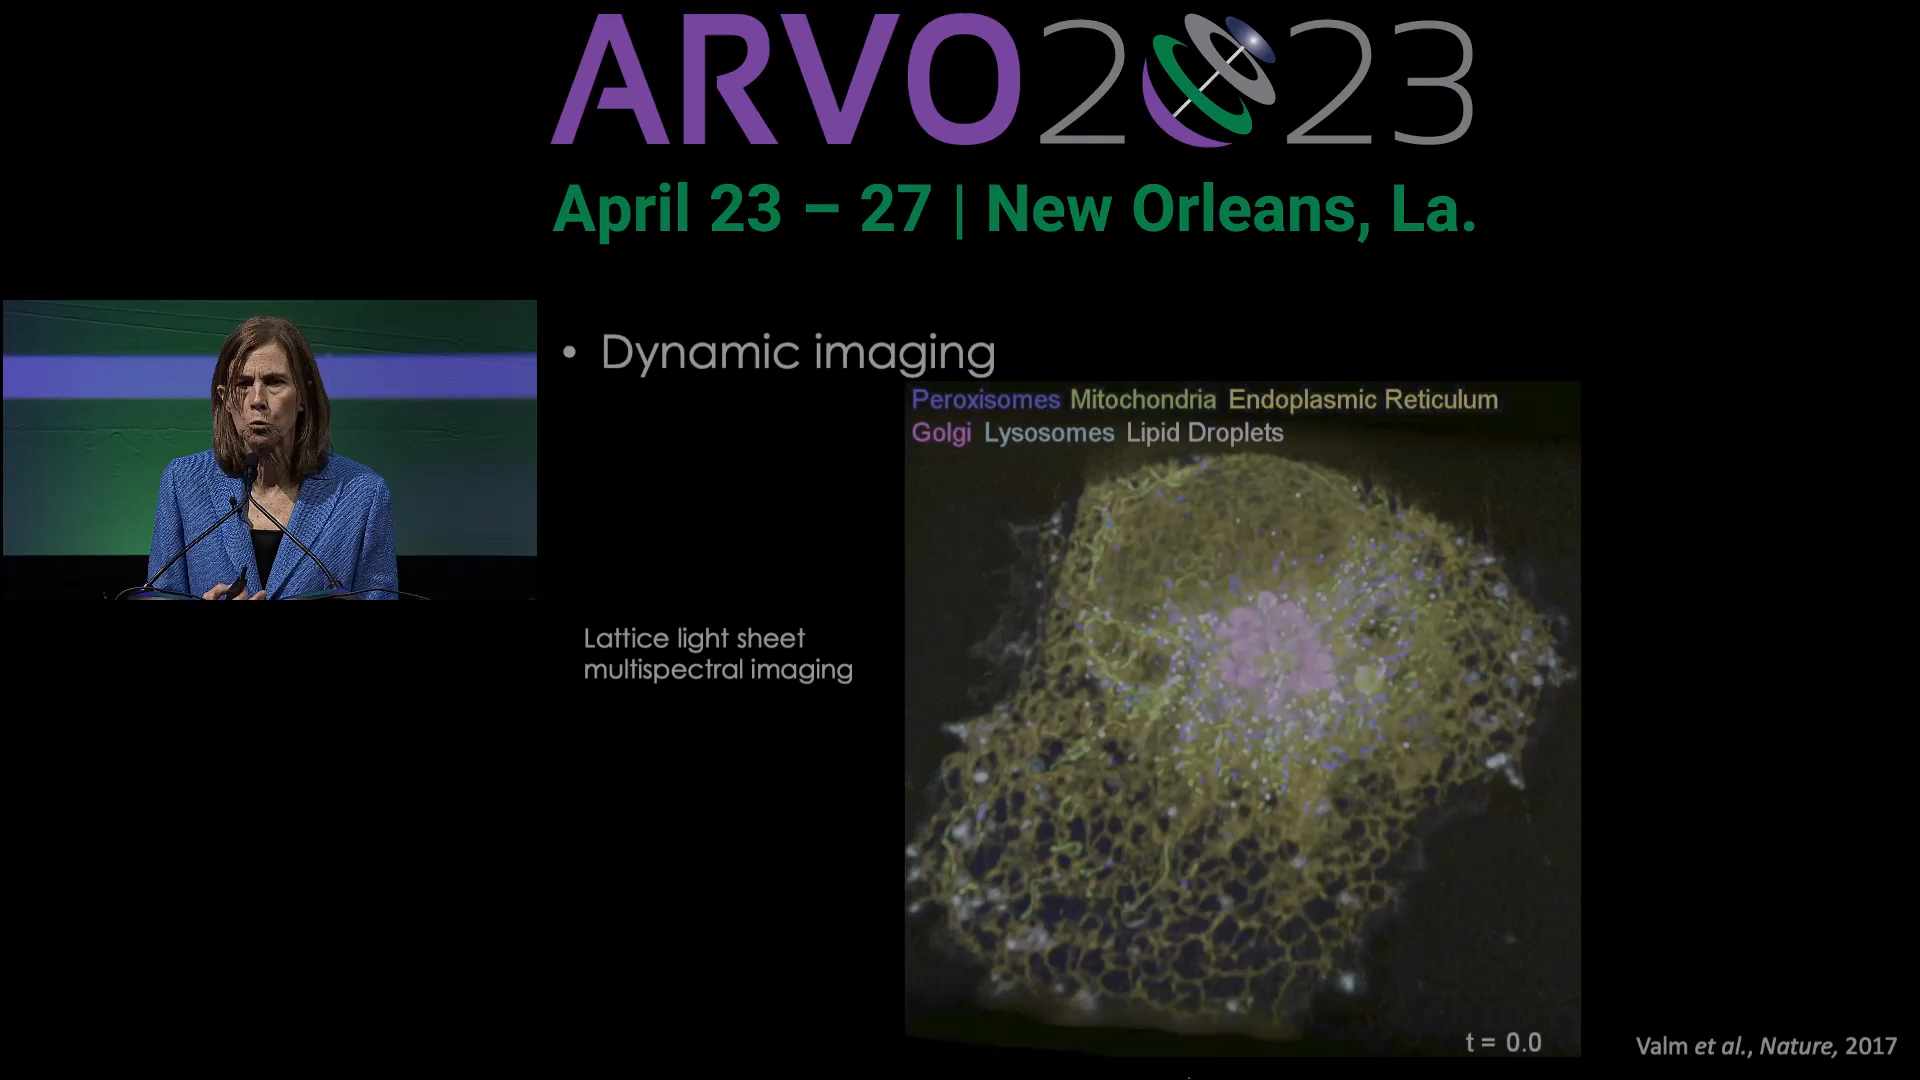 ARVO2023
April 23 – 27 | New Orleans, La.
• Dynamic imaging
Peroxisomes Mitochondria Endoplasmic Reticulum
Golgi Lysosomes Lipid Droplets
Lattice light sheet
multispectral imaging
t = 0.0
Valm et al., Nature, 2017